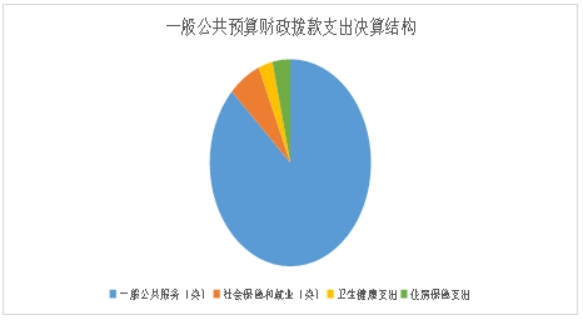 一般公共预算财政拨款支出决算结构
一般公共服务（类） 社会保险和就业（类） 卫生健康支出 住房保险支出